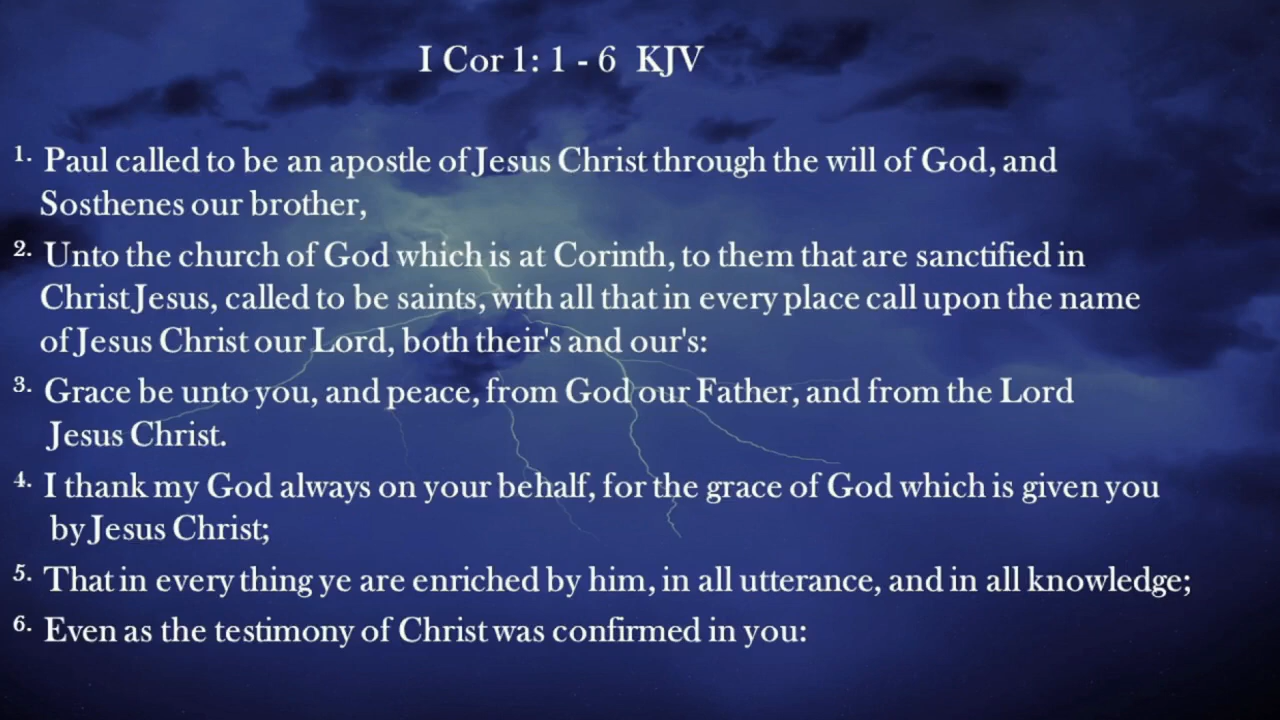 I Cor 1: 1 - 6 KJV
1. Paul called to be an apostle of Jesus Christ through the will of God, and
Sosthenes our brother,
2. Unto the church of God which is at Corinth, to them that are sanctified in
Christ Jesus, called to be saints, with all that in every place call upon the name
of Jesus Christ our Lord, both their's and our's:
3. Grace be unto you, and peace, from God our Father, and from the Lord
Jesus Christ.
4. I thank my God always on your behalf, for the grace of God which is given you
by Jesus Christ;
5. That in every thing ye are enriched by him, in all utterance, and in all knowledge;
6. Even as the testimony of Christ was confirmed in you: